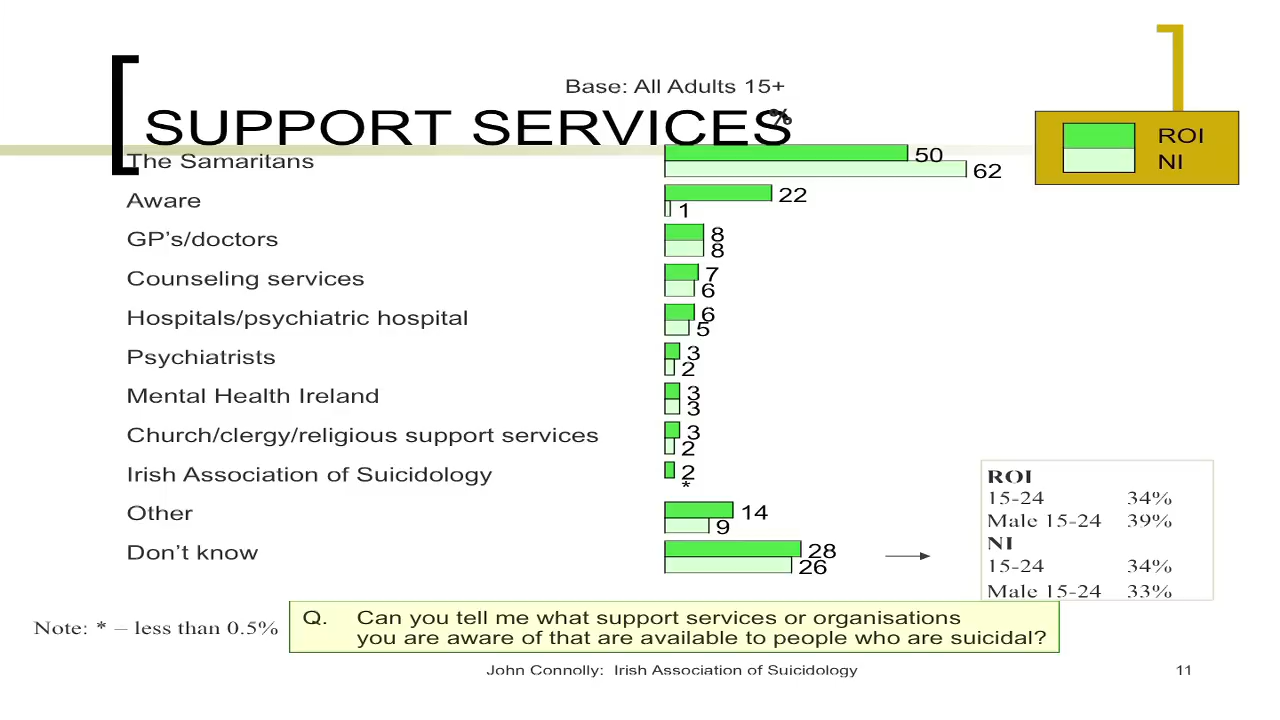 Base: All Adults 15+
SUPPORT SERVICES
%
ROI
NI
The Samaritans 50
62
Aware 22
1
GP’s/doctors 8
8
Counseling services 7
6
Hospitals/psychiatric hospital 6
5
Psychiatrists 3
2
Mental Health Ireland 3
3
Church/clergy/religious support services 3
2
Irish Association of Suicidology 2
*
Other 14
9
Don’t know 28
26
ROI
15-24 34%
Male 15-24 39%
NI
15-24 34%
Male 15-24 33%
Note: * – less than 0.5%
Q. Can you tell me what support services or organisations
you are aware of that are available to people who are suicidal?
John Connolly: Irish Association of Suicidology 11